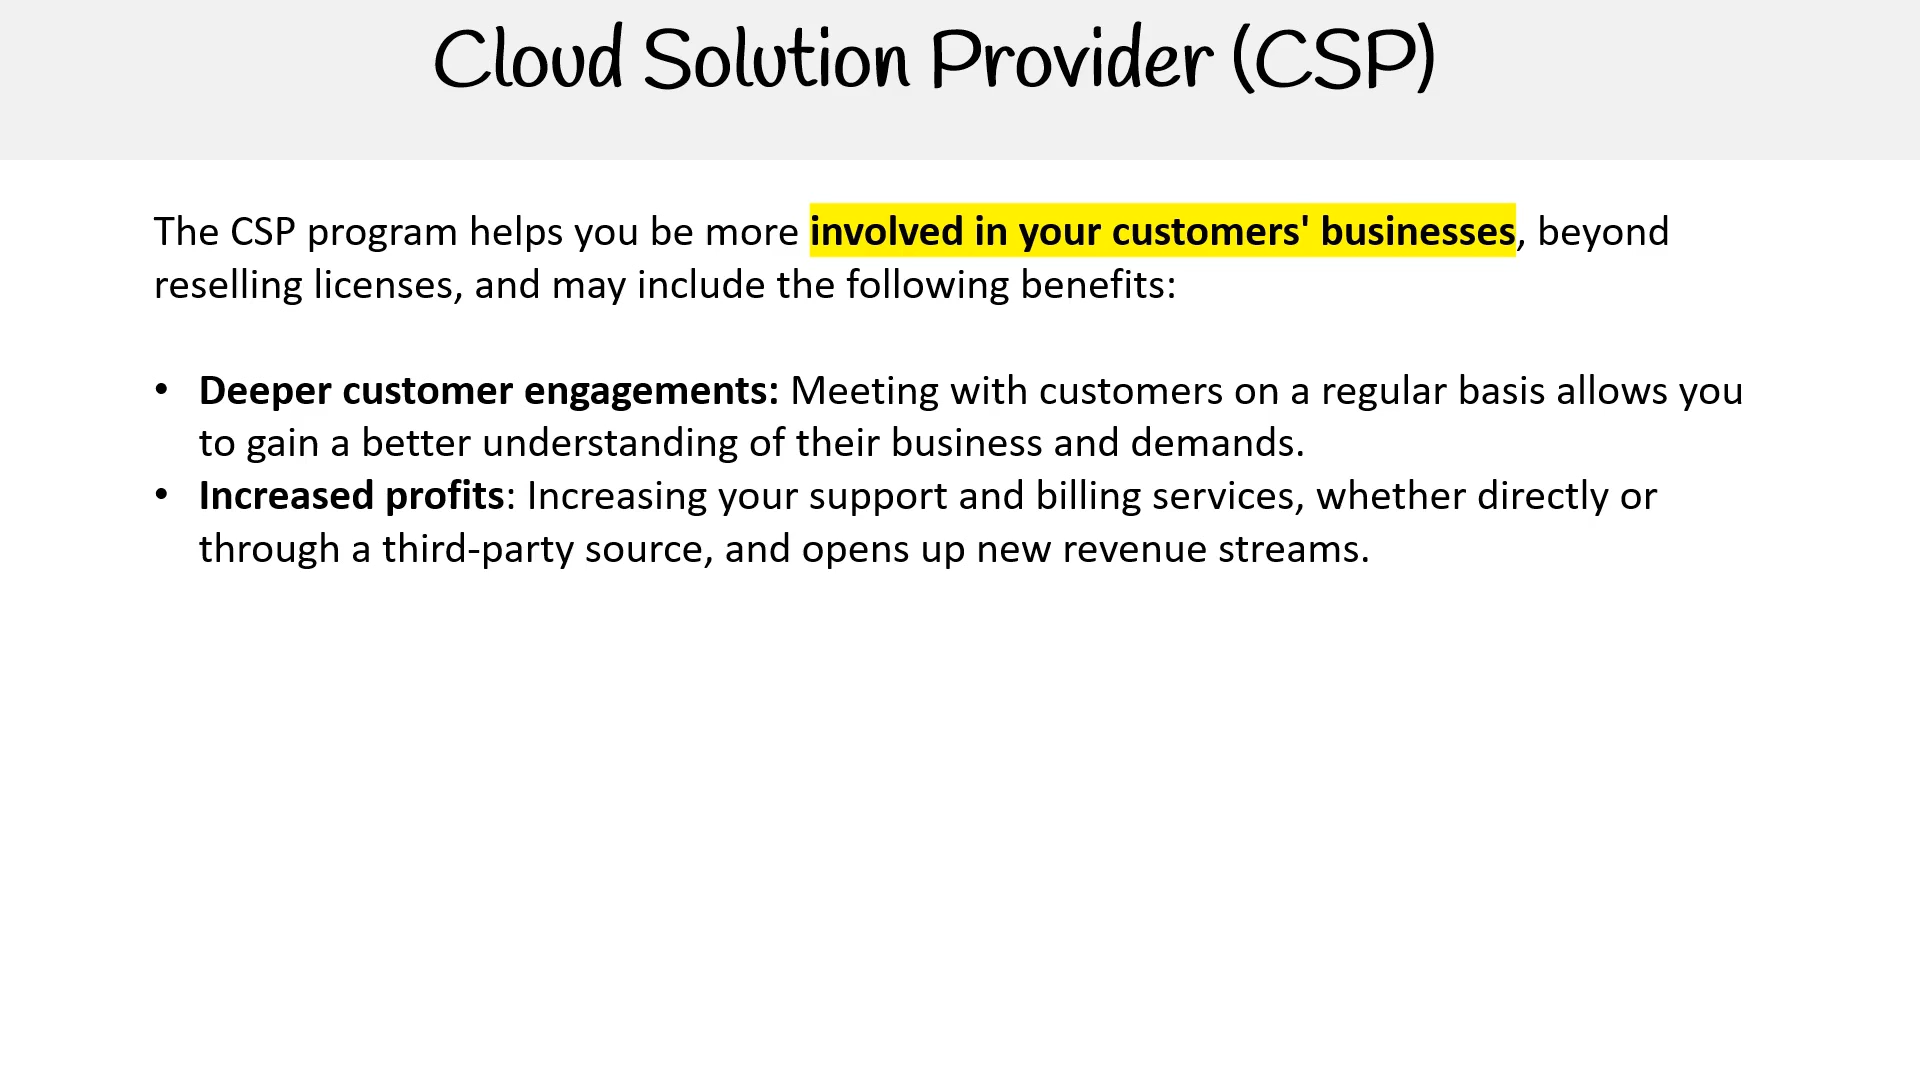 Cloud Solution Provider (CSP)
The CSP program helps you be more involved in your customers' businesses, beyond
reselling licenses, and may include the following benefits:
• Deeper customer engagements: Meeting with customers on a regular basis allows you
to gain a better understanding of their business and demands.
• Increased profits: Increasing your support and billing services, whether directly or
through a third-party source, and opens up new revenue streams.